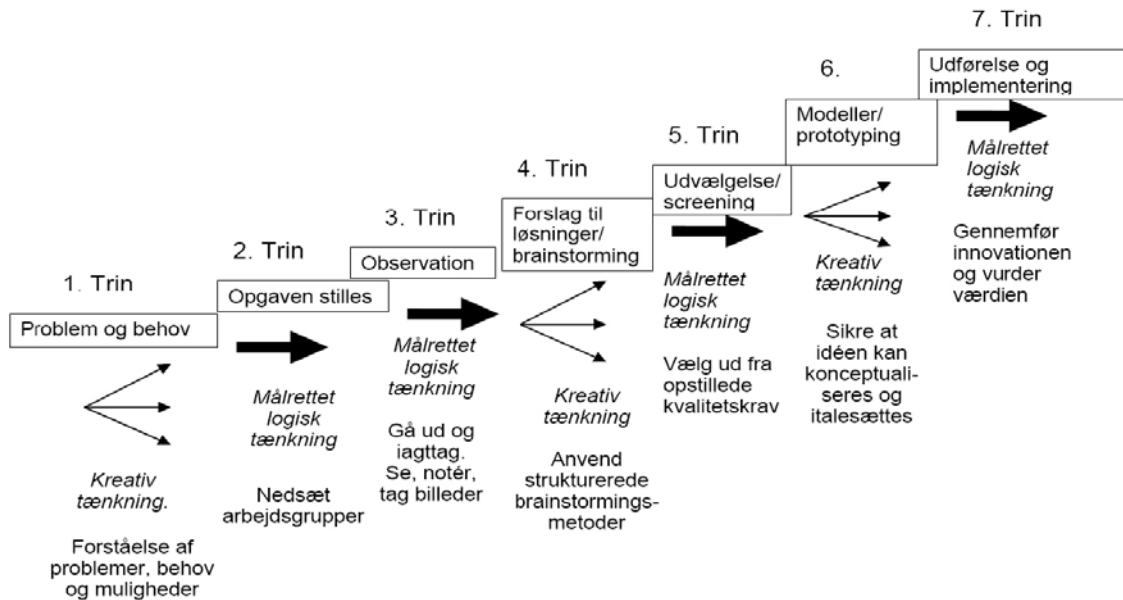 1. Trin
Problem og behov
Kreativ
tænkning.
Forståelse af
problemer, behov
og muligheder
2. Trin
Opgaven stilles
Målrettet
logisk
tænkning
Nedsæt
arbejdsgrupper
3. Trin
Observation
Målrettet
logisk
tænkning
Gå ud og
iagttag.
Se, notér,
tag billeder
4. Trin
Forslag til
løsninger/
brainstorming
Kreativ
tænkning
Anvend
strukturerede
brainstormings-
metoder
5. Trin
Udvælgelse/
screening
Målrettet
logisk
tænkning
Vælg ud fra
opstillede
kvalitetskrav
6.
Modeller/
prototyping
Kreativ
tænkning
Sikre at
idéen kan
konceptuali-
seres og
italesættes
7. Trin
Udførelse og
implementering
Målrettet
logisk
tænkning
Gennemfør
innovationen
og vurder
værdien